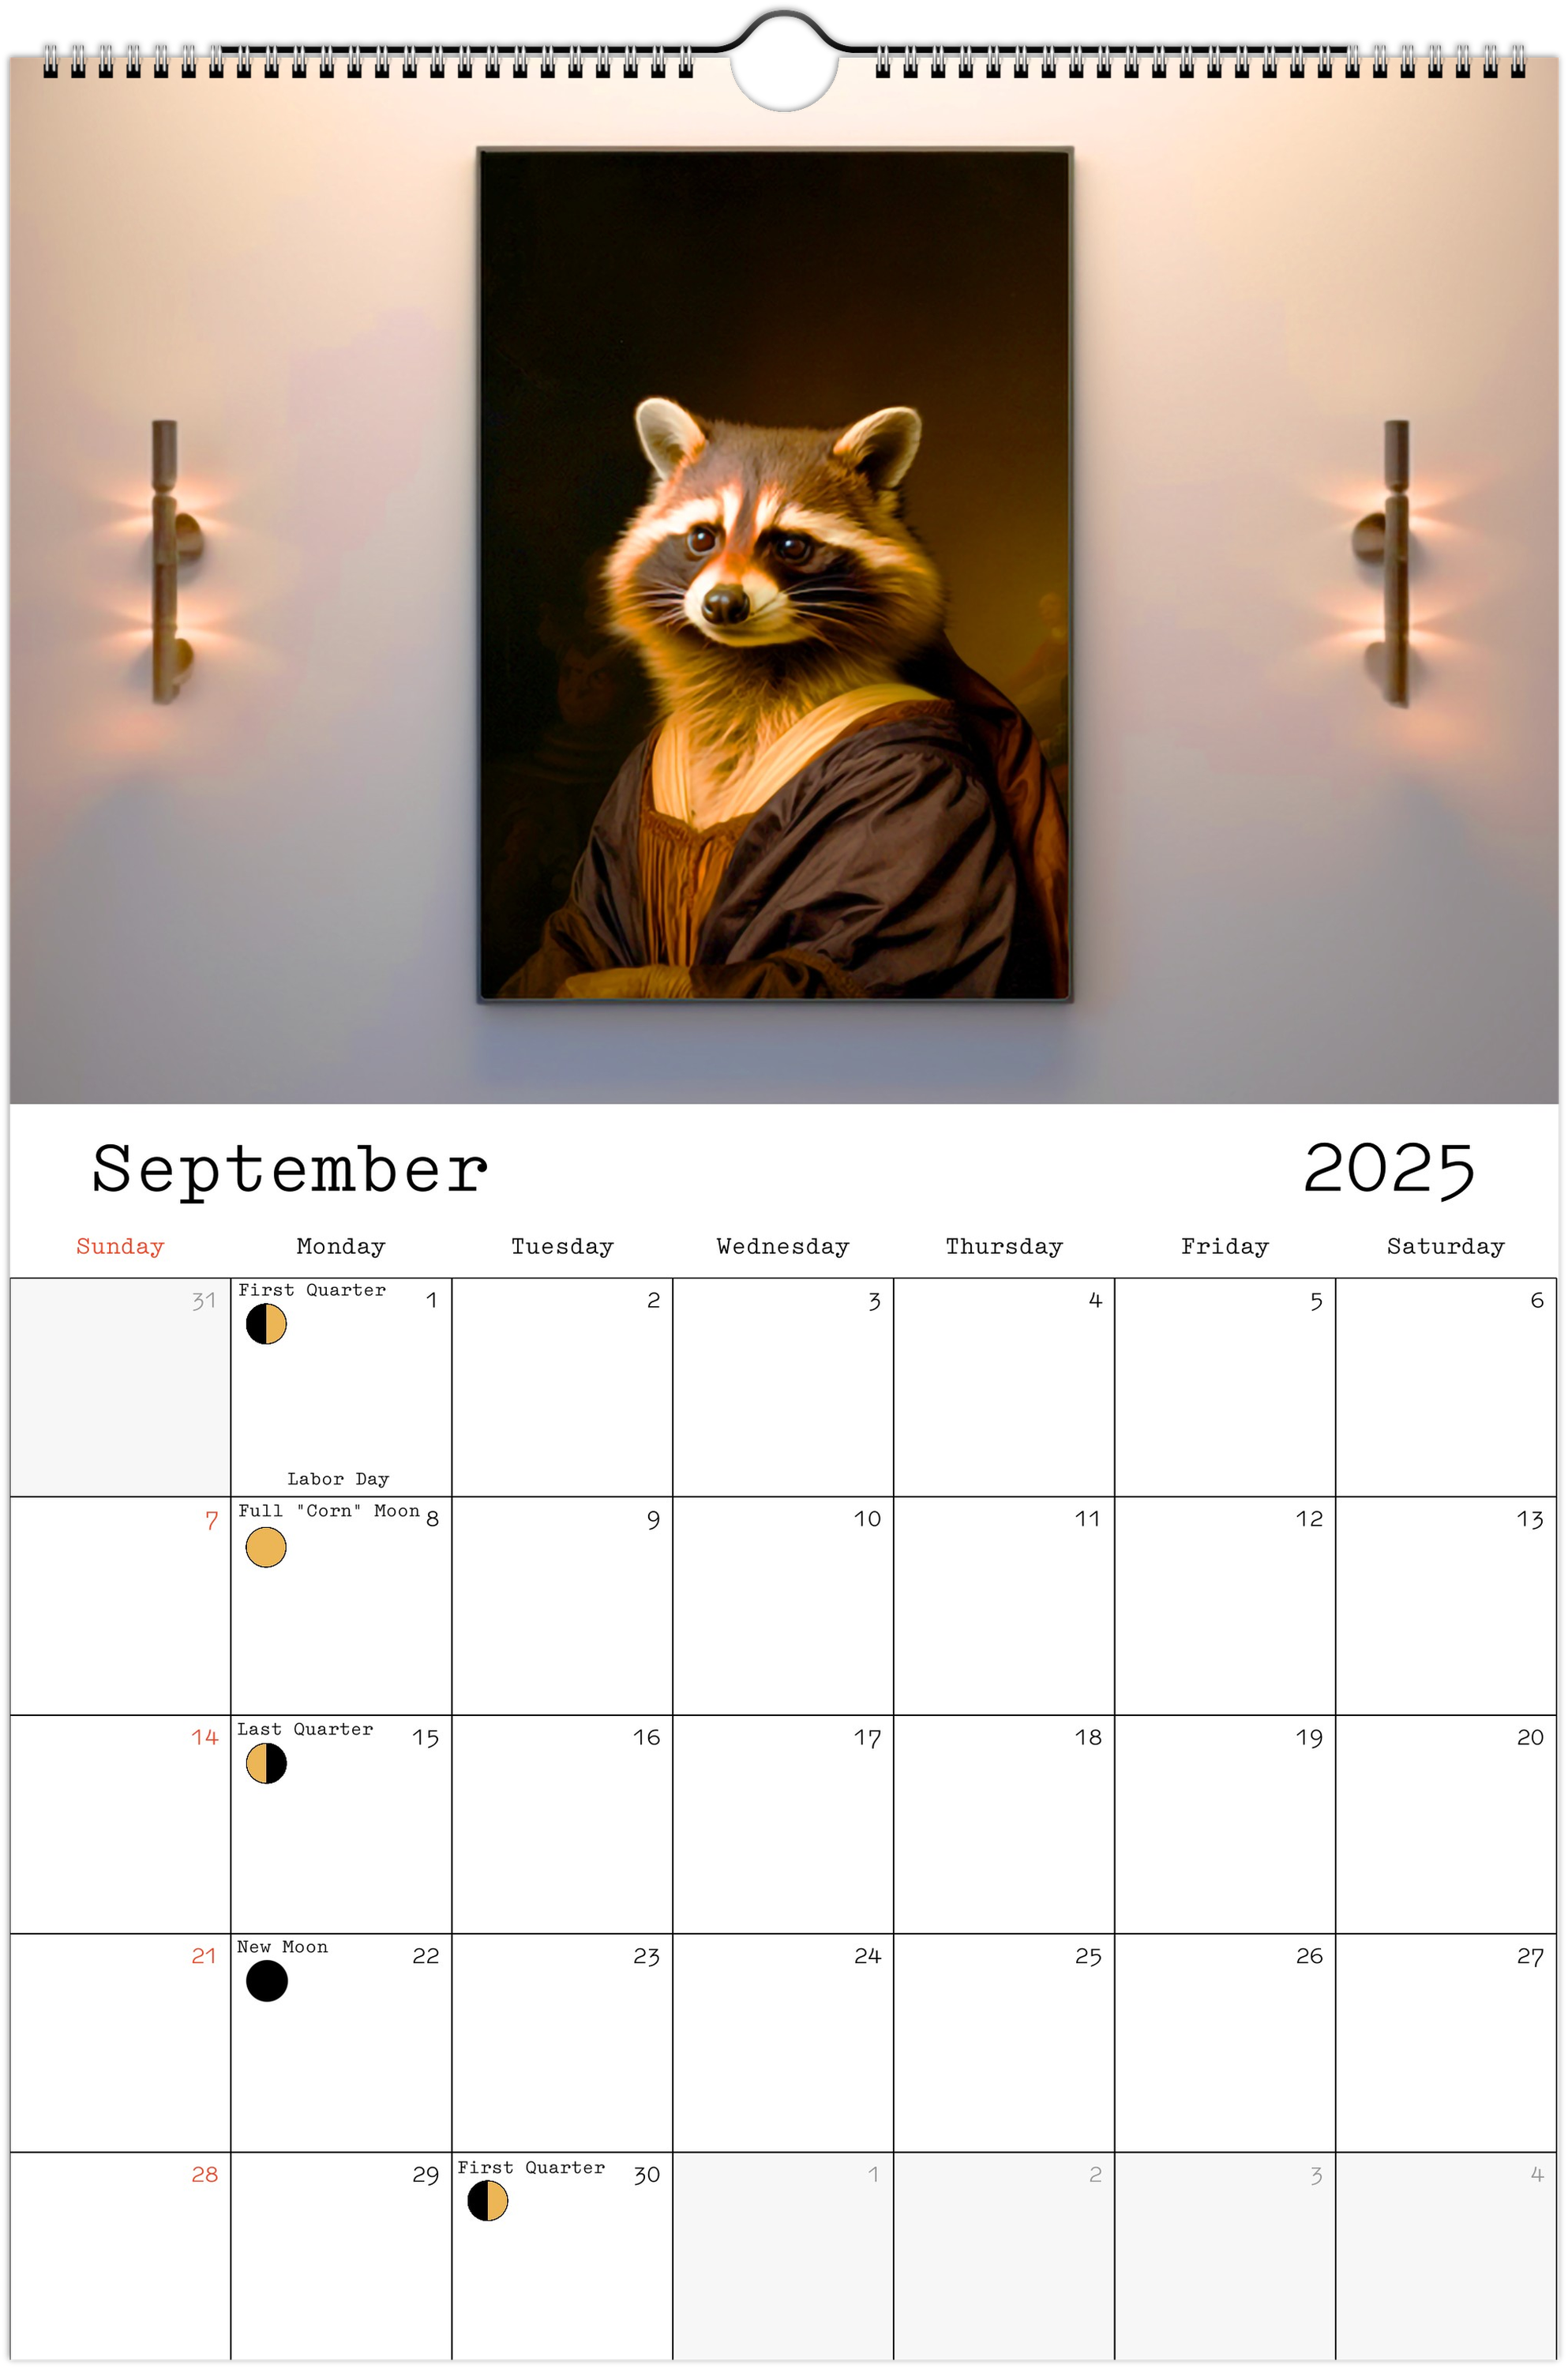 September 2025
Sunday Monday Tuesday Wednesday Thursday Friday Saturday
31 First Quarter 1 2 3 4 5 6
Labor Day
7 Full "Corn" Moon 8 9 10 11 12 13
14 Last Quarter 15 16 17 18 19 20
21 New Moon 22 23 24 25 26 27
28 29 First Quarter 30 1 2 3 4